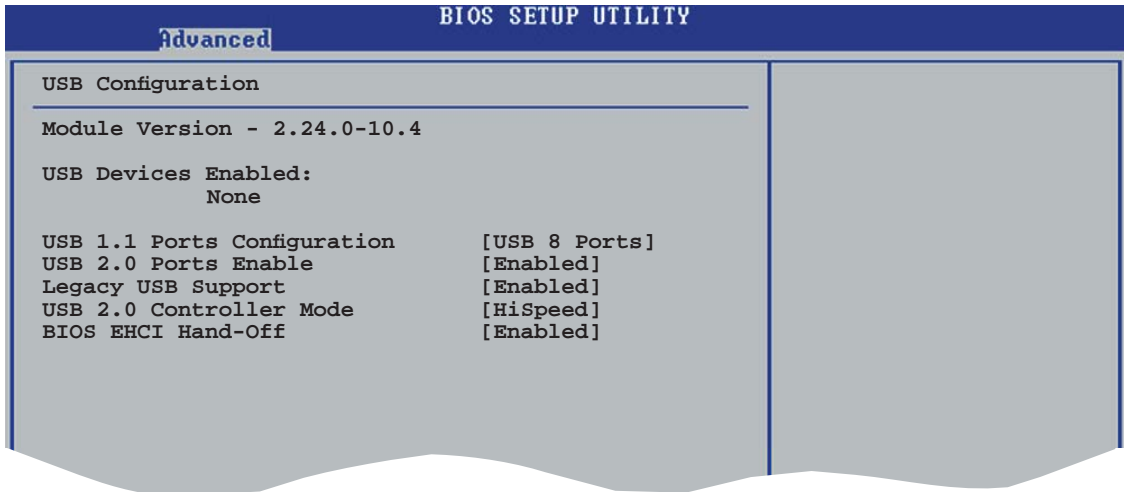 BIOS SETUP UTILITY
Advanced
USB Configuration
Module Version - 2.24.0-10.4
USB Devices Enabled:
None
USB 1.1 Ports Configuration [USB 8 Ports]
USB 2.0 Ports Enable [Enabled]
Legacy USB Support [Enabled]
USB 2.0 Controller Mode [HiSpeed]
BIOS EHCI Hand-Off [Enabled]